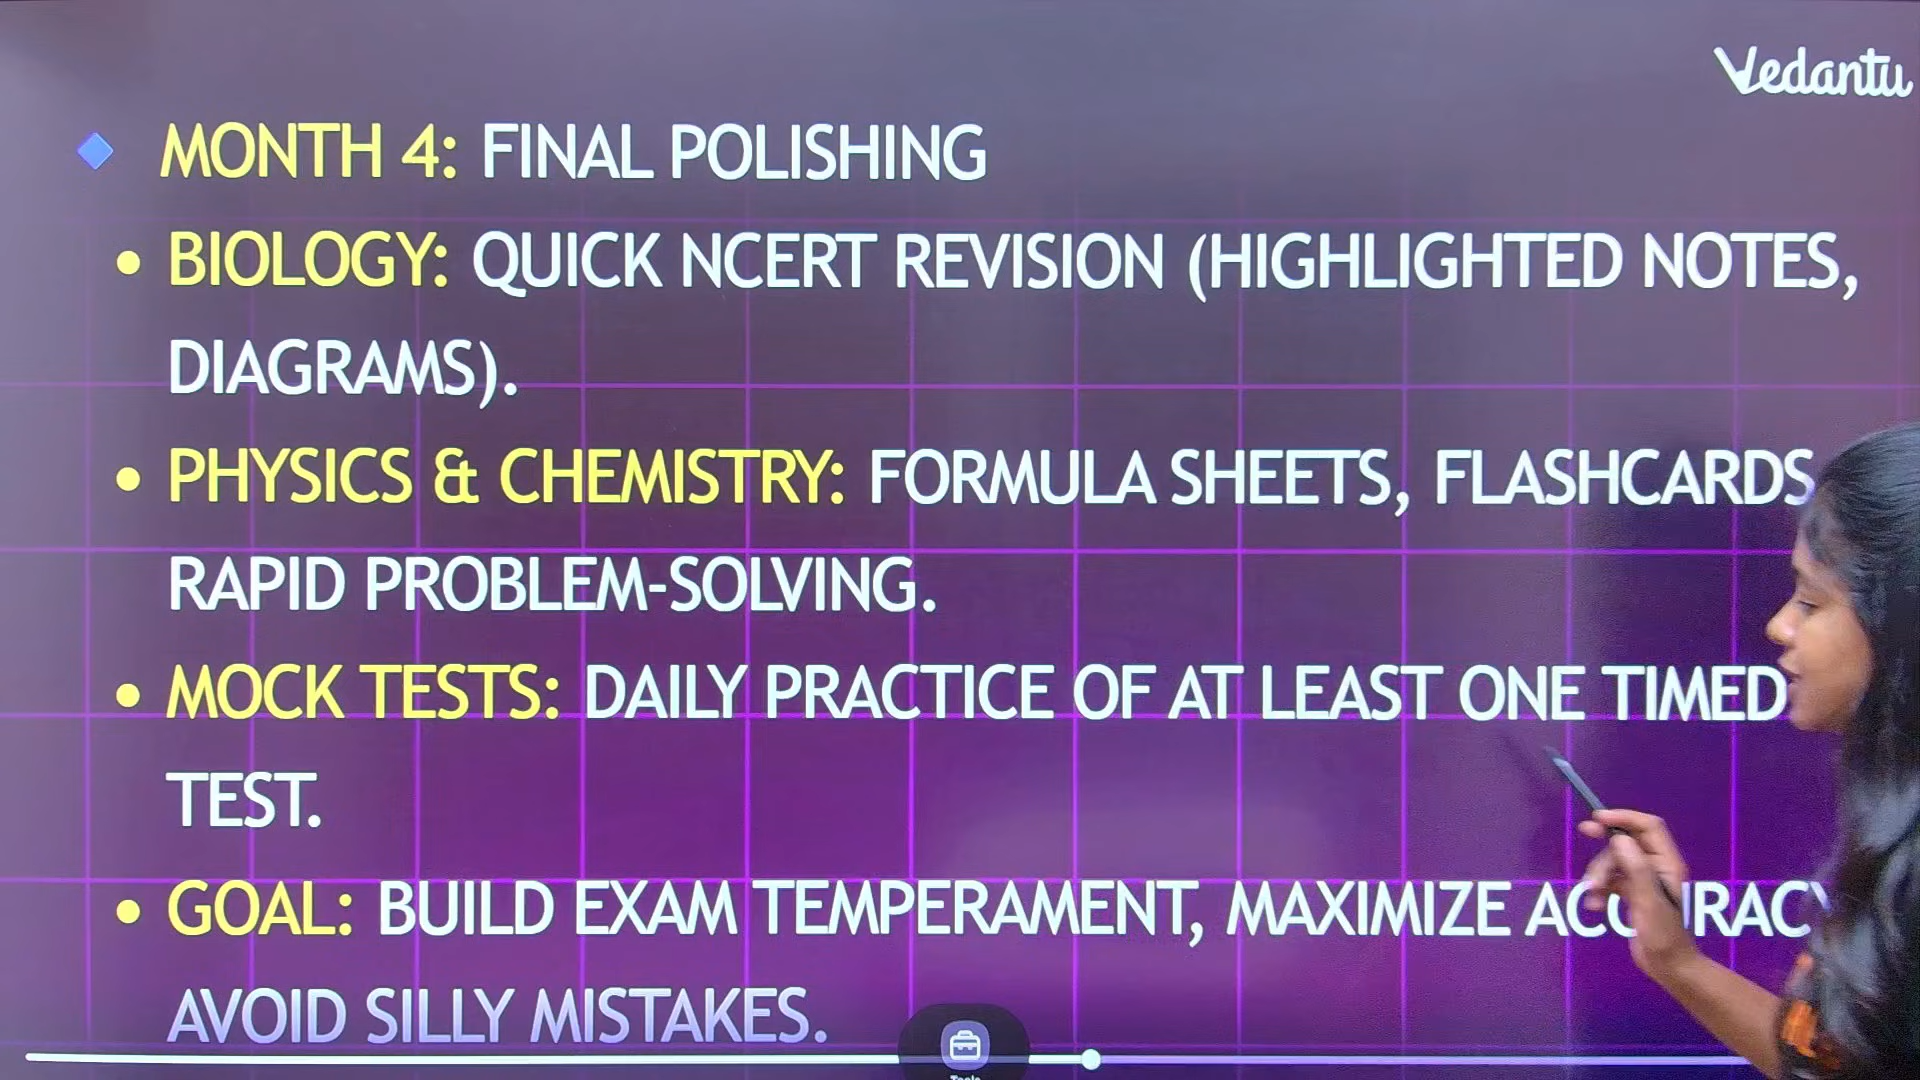 Vedantu
MONTH 4: FINAL POLISHING
• BIOLOGY: QUICK NCERT REVISION (HIGHLIGHTED NOTES,
DIAGRAMS).
• PHYSICS & CHEMISTRY: FORMULA SHEETS, FLASHCARDS
RAPID PROBLEM-SOLVING.
• MOCK TESTS: DAILY PRACTICE OF AT LEAST ONE TIMED
TEST.
• GOAL: BUILD EXAM TEMPERAMENT, MAXIMIZE ACCURACY
AVOID SILLY MISTAKES.